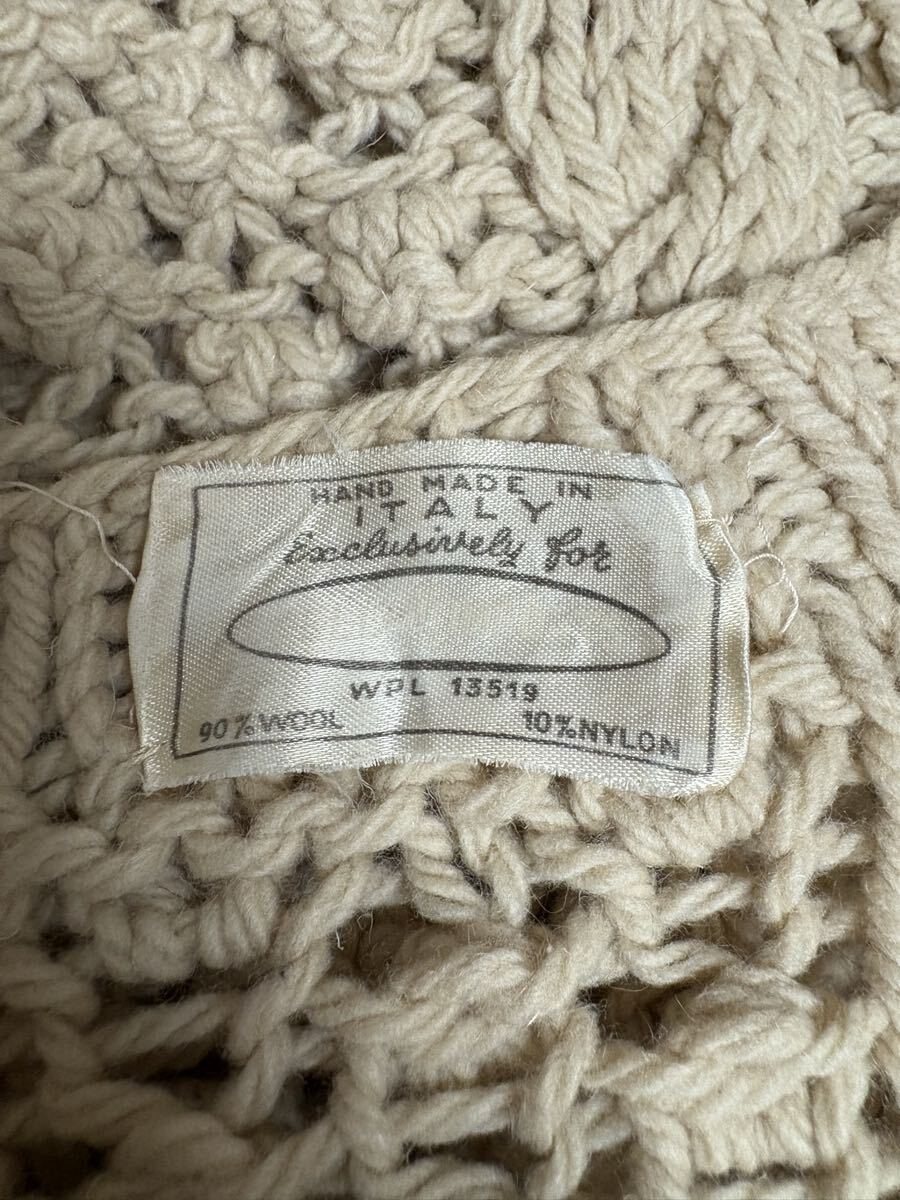 HAND MADE IN
ITALY
Exclusively for
WPL 13519
90% WOOL 10% NYLON